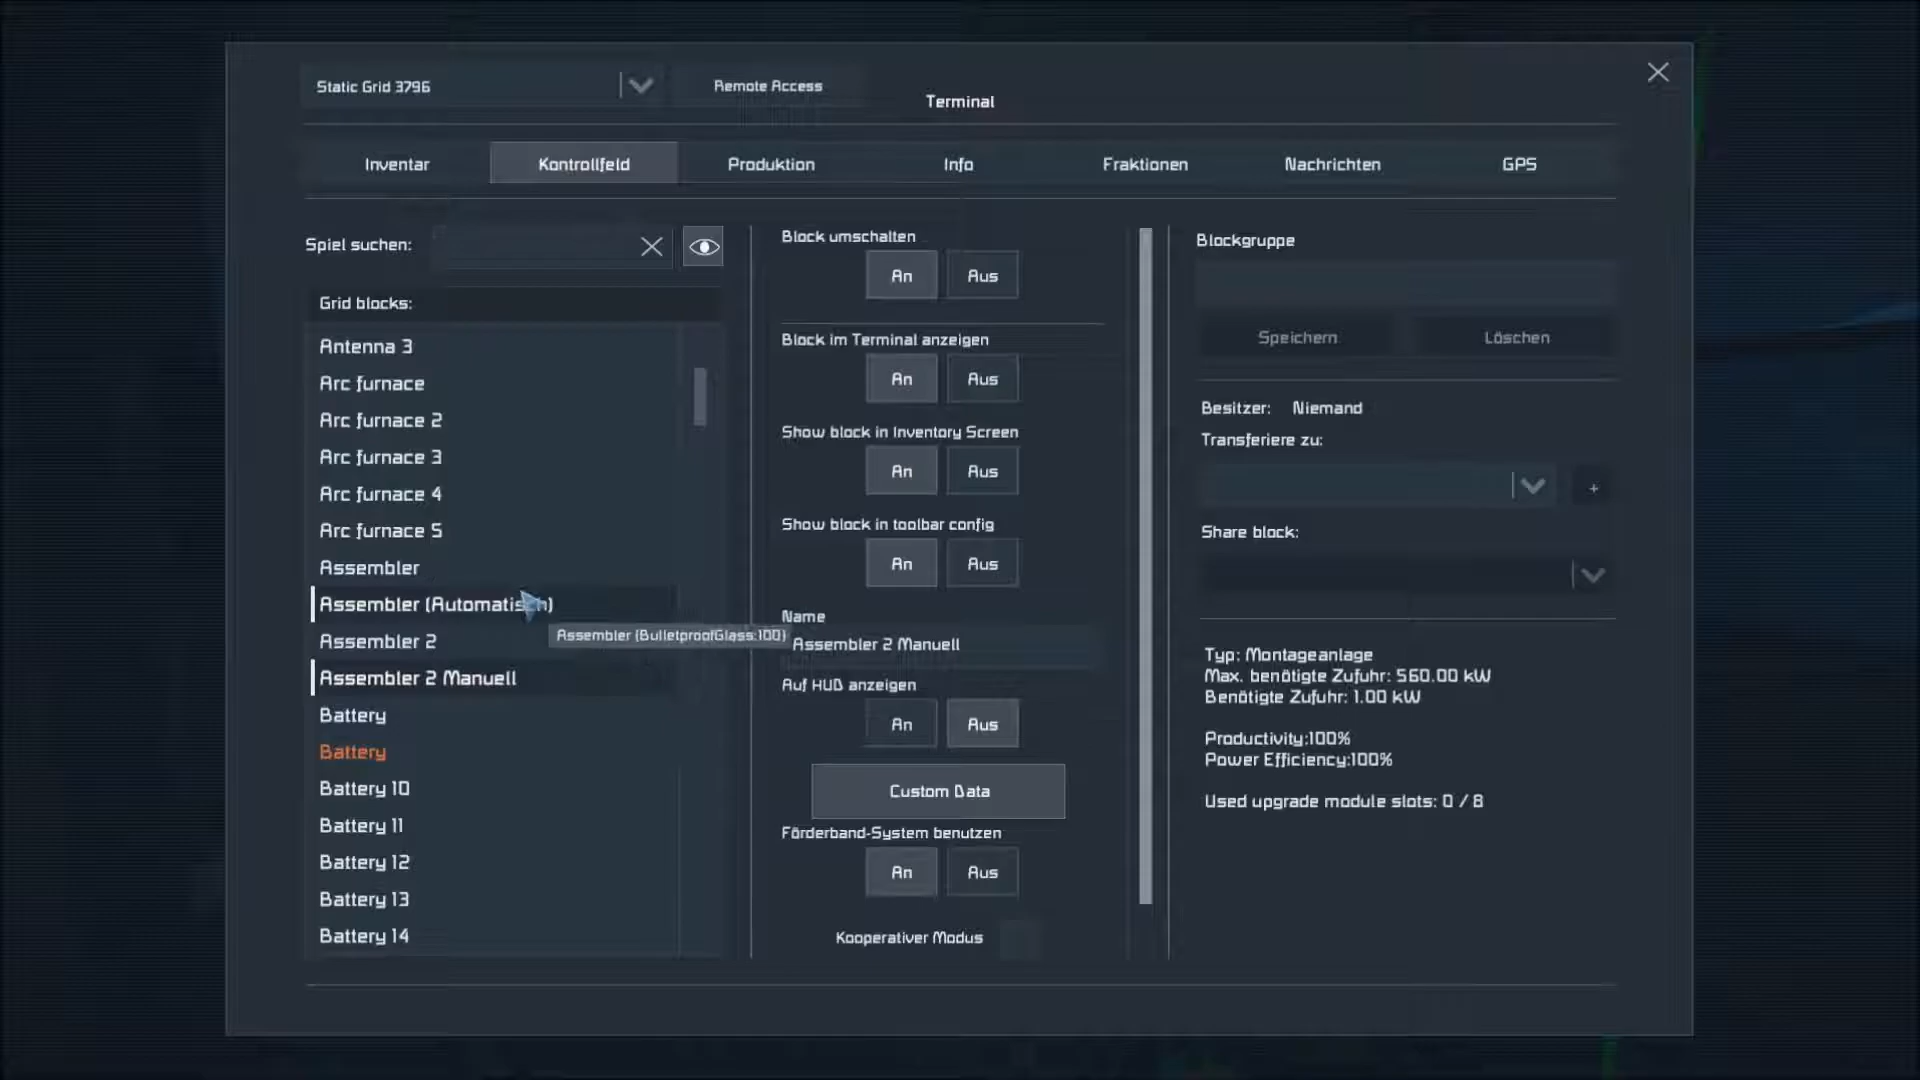 Static Grid 3796
Remote Access
Terminal
Inventar
Kontrollfeld
Produktion
Info
Fraktionen
Nachrichten
GPS
Spiel suchen:
Grid blocks:
Antenna 3
Arc furnace
Arc furnace 2
Arc furnace 3
Arc furnace 4
Arc furnace 5
Assembler
Assembler (Automatisch)
Assembler (BulletproofGlass:100)
Assembler 2
Assembler 2 Manuell
Battery
Battery
Battery 10
Battery 11
Battery 12
Battery 13
Battery 14
Block umschalten
An
Aus
Block im Terminal anzeigen
An
Aus
Show block in Inventory Screen
An
Aus
Show block in toolbar config
An
Aus
Name
Assembler 2 Manuell
Auf HUD anzeigen
An
Aus
Custom Data
Förderband-System benutzen
An
Aus
Kooperativer Modus
Blockgruppe
Speichern
Löschen
Besitzer: Niemand
Transferiere zu:
+
Share block:
Typ: Montageanlage
Max. benötigte Zufuhr: 560.00 kW
Benötigte Zufuhr: 1.00 kW
Productivity:100%
Power Efficiency:100%
Used upgrade module slots: 0 / 8